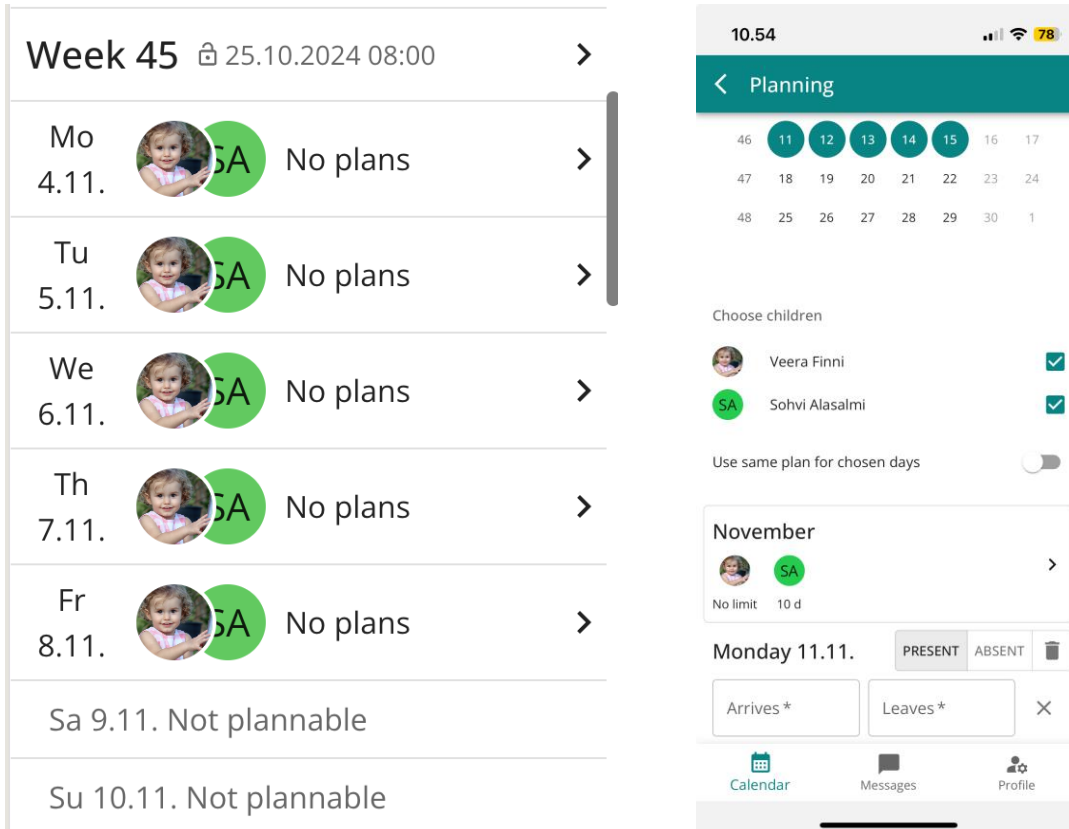 Week 45 25.10.2024 08:00
Mo
4.11.
SA
No plans
Tu
5.11.
SA
No plans
We
6.11.
SA
No plans
Th
7.11.
SA
No plans
Fr
8.11.
SA
No plans
Sa 9.11. Not plannable
Su 10.11. Not plannable
10.54 78
Planning
46 11 12 13 14 15 16 17
47 18 19 20 21 22 23 24
48 25 26 27 28 29 30 1
Choose children
Veera Finni
SA Sohvi Alasalmi
Use same plan for chosen days
November
SA
No limit 10 d
Monday 11.11. PRESENT ABSENT
Arrives * Leaves *
Calendar Messages Profile